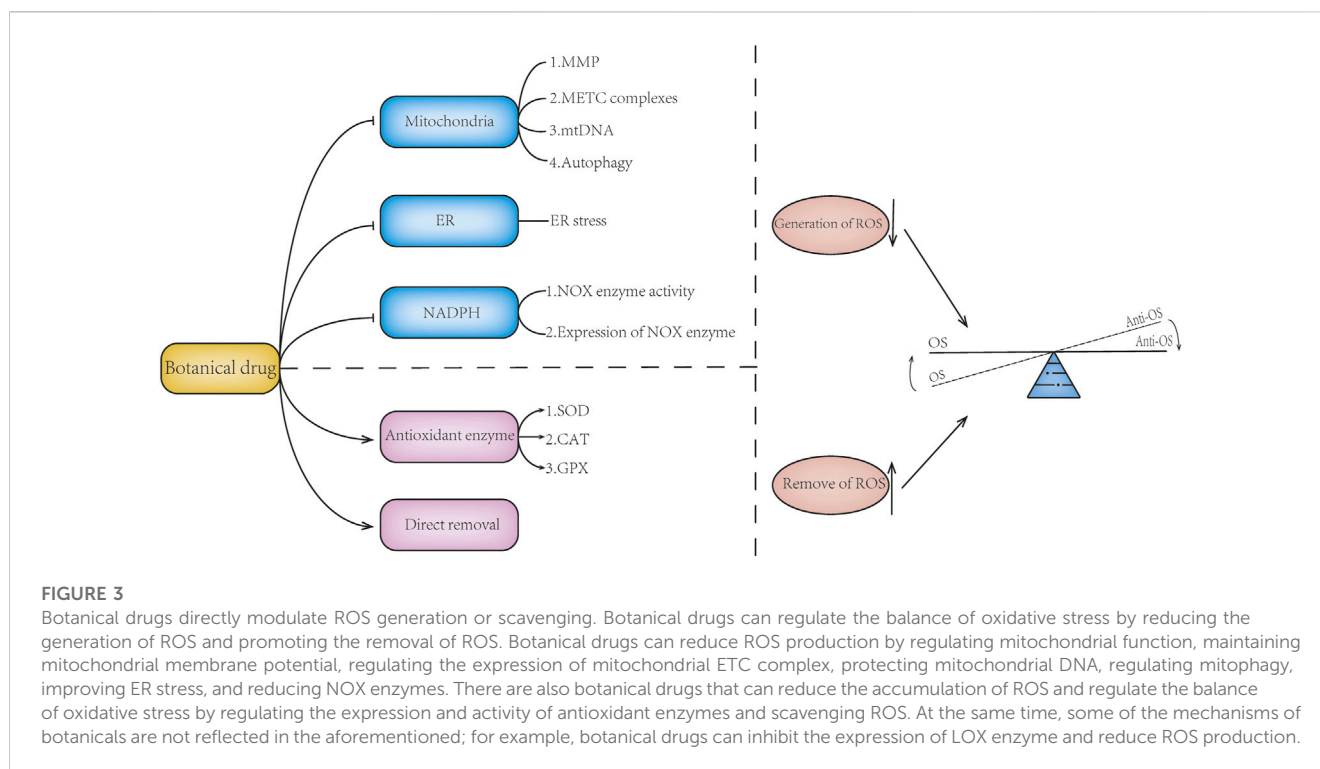 1.MMP
2.METC complexes
Mitochondria
3.mtDNA
4.Autophagy
ER
ER stress
1.NOX enzyme activity
NADPH
2.Expression of NOX enzyme
Botanical drug
1.SOD
Antioxidant enzyme
2.CAT
3.GPX
Direct removal
Generation of ROS
Anti-OS
OS
Anti-OS
OS
Remove of ROS
FIGURE 3
Botanical drugs directly modulate ROS generation or scavenging. Botanical drugs can regulate the balance of oxidative stress by reducing the
generation of ROS and promoting the removal of ROS. Botanical drugs can reduce ROS production by regulating mitochondrial function, maintaining
mitochondrial membrane potential, regulating the expression of mitochondrial ETC complex, protecting mitochondrial DNA, regulating mitophagy,
improving ER stress, and reducing NOX enzymes. There are also botanical drugs that can reduce the accumulation of ROS and regulate the balance
of oxidative stress by regulating the expression and activity of antioxidant enzymes and scavenging ROS. At the same time, some of the mechanisms of
botanicals are not reflected in the aforementioned; for example, botanical drugs can inhibit the expression of LOX enzyme and reduce ROS production.